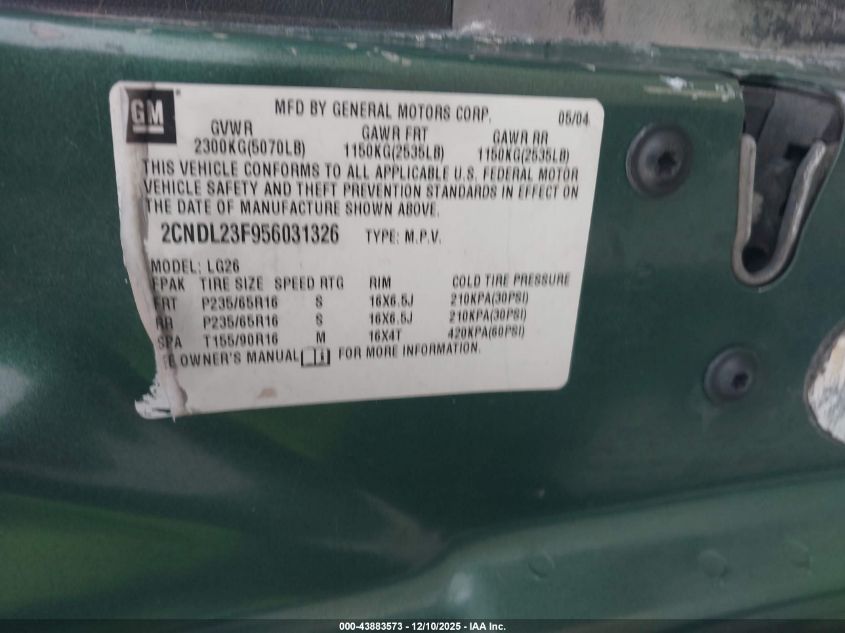 GM
MFD BY GENERAL MOTORS CORP. 05/04
GVWR GAWR FRT GAWR RR
2300KG(5070LB) 1150KG(2535LB) 1150KG(2535LB)
THIS VEHICLE CONFORMS TO ALL APPLICABLE U.S. FEDERAL MOTOR
VEHICLE SAFETY AND THEFT PREVENTION STANDARDS IN EFFECT ON
THE DATE OF MANUFACTURE SHOWN ABOVE.
2CNDL23F956031326 TYPE: M.P.V.
MODEL: LG26
EPAK TIRE SIZE SPEED RTG RIM COLD TIRE PRESSURE
FRT P235/65R16 S 16X6.5J 210KPA(30PSI)
RR P235/65R16 S 16X6.5J 210KPA(30PSI)
SPA T155/90R16 M 16X4T 420KPA(60PSI)
OWNER'S MANUAL FOR MORE INFORMATION.
000-43883573 - 12/10/2025 - IAA Inc.